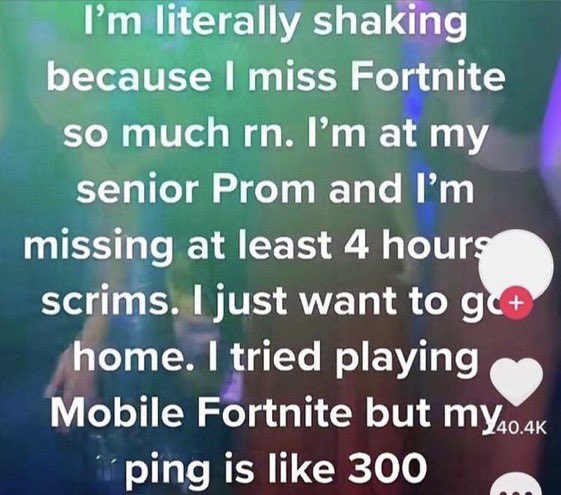 I'm literally shaking
because I miss Fortnite
so much rn. I'm at my
senior Prom and I'm
missing at least 4 hours
scrims. I just want to go
home. I tried playing
Mobile Fortnite but my
ping is like 300
240.4K